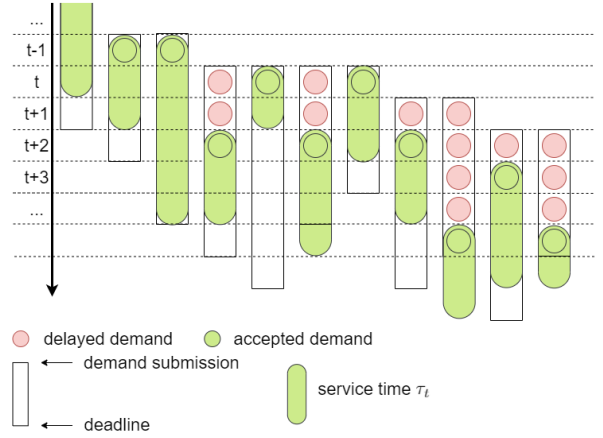 ...
t-1
t
t+1
t+2
t+3
...
delayed demand
accepted demand
demand submission
service time τt
deadline